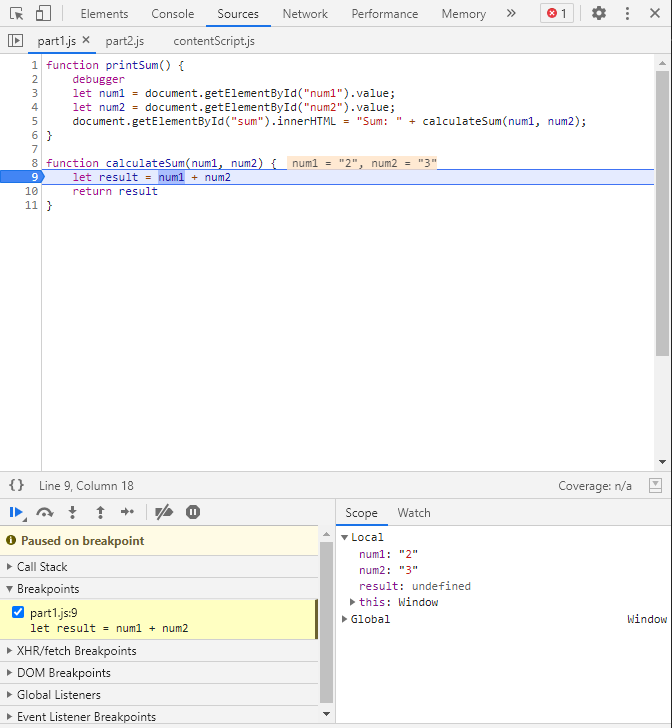 Elements Console Sources Network Performance Memory » 1
part1.js × part2.js contentScript.js
1 function printSum() {
2 debugger
3 let num1 = document.getElementById("num1").value;
4 let num2 = document.getElementById("num2").value;
5 document.getElementById("sum").innerHTML = "Sum: " + calculateSum(num1, num2);
6 }
7
8 function calculateSum(num1, num2) { num1 = "2", num2 = "3"
9 let result = num1 + num2
10 return result
11 }
{} Line 9, Column 18 Coverage: n/a
Scope Watch
Paused on breakpoint
Call Stack
Breakpoints
part1.js:9
let result = num1 + num2
XHR/fetch Breakpoints
DOM Breakpoints
Global Listeners
Event Listener Breakpoints
Local
num1: "2"
num2: "3"
result: undefined
this: Window
Global Window